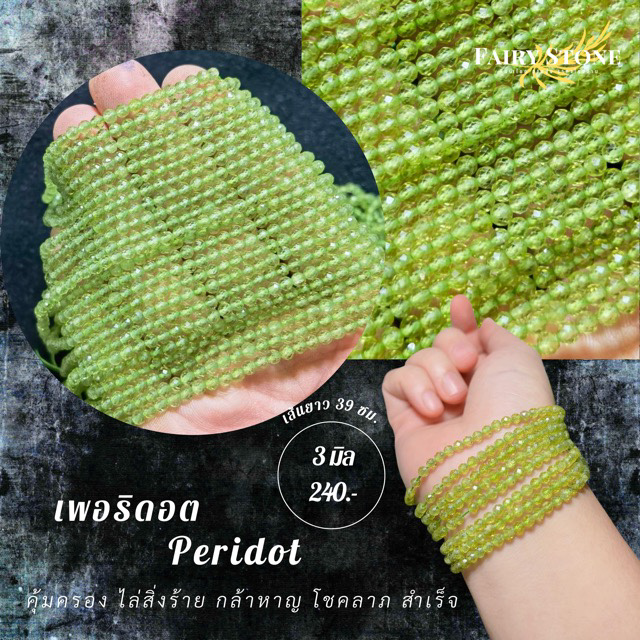 FAIRY STONE
เส้นยาว 39 ซม.
3 มิล
240.-
เพอริดอต
Peridot
คุ้มครอง ไล่สิ่งร้าย กล้าหาญ โชคลาภ สำเร็จ